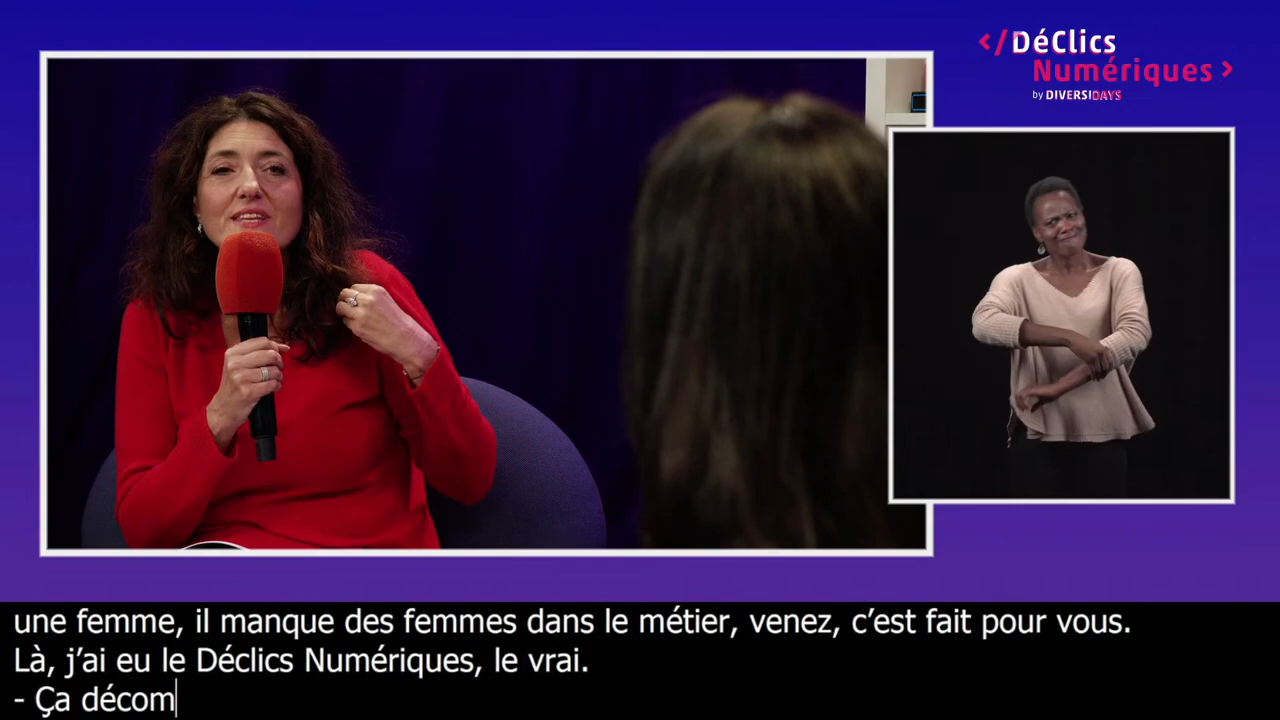 </DéClics
Numériques>
by DIVERSIDAYS
une femme, il manque des femmes dans le métier, venez, c’est fait pour vous.
Là, j’ai eu le Déclics Numériques, le vrai.
- Ça décom